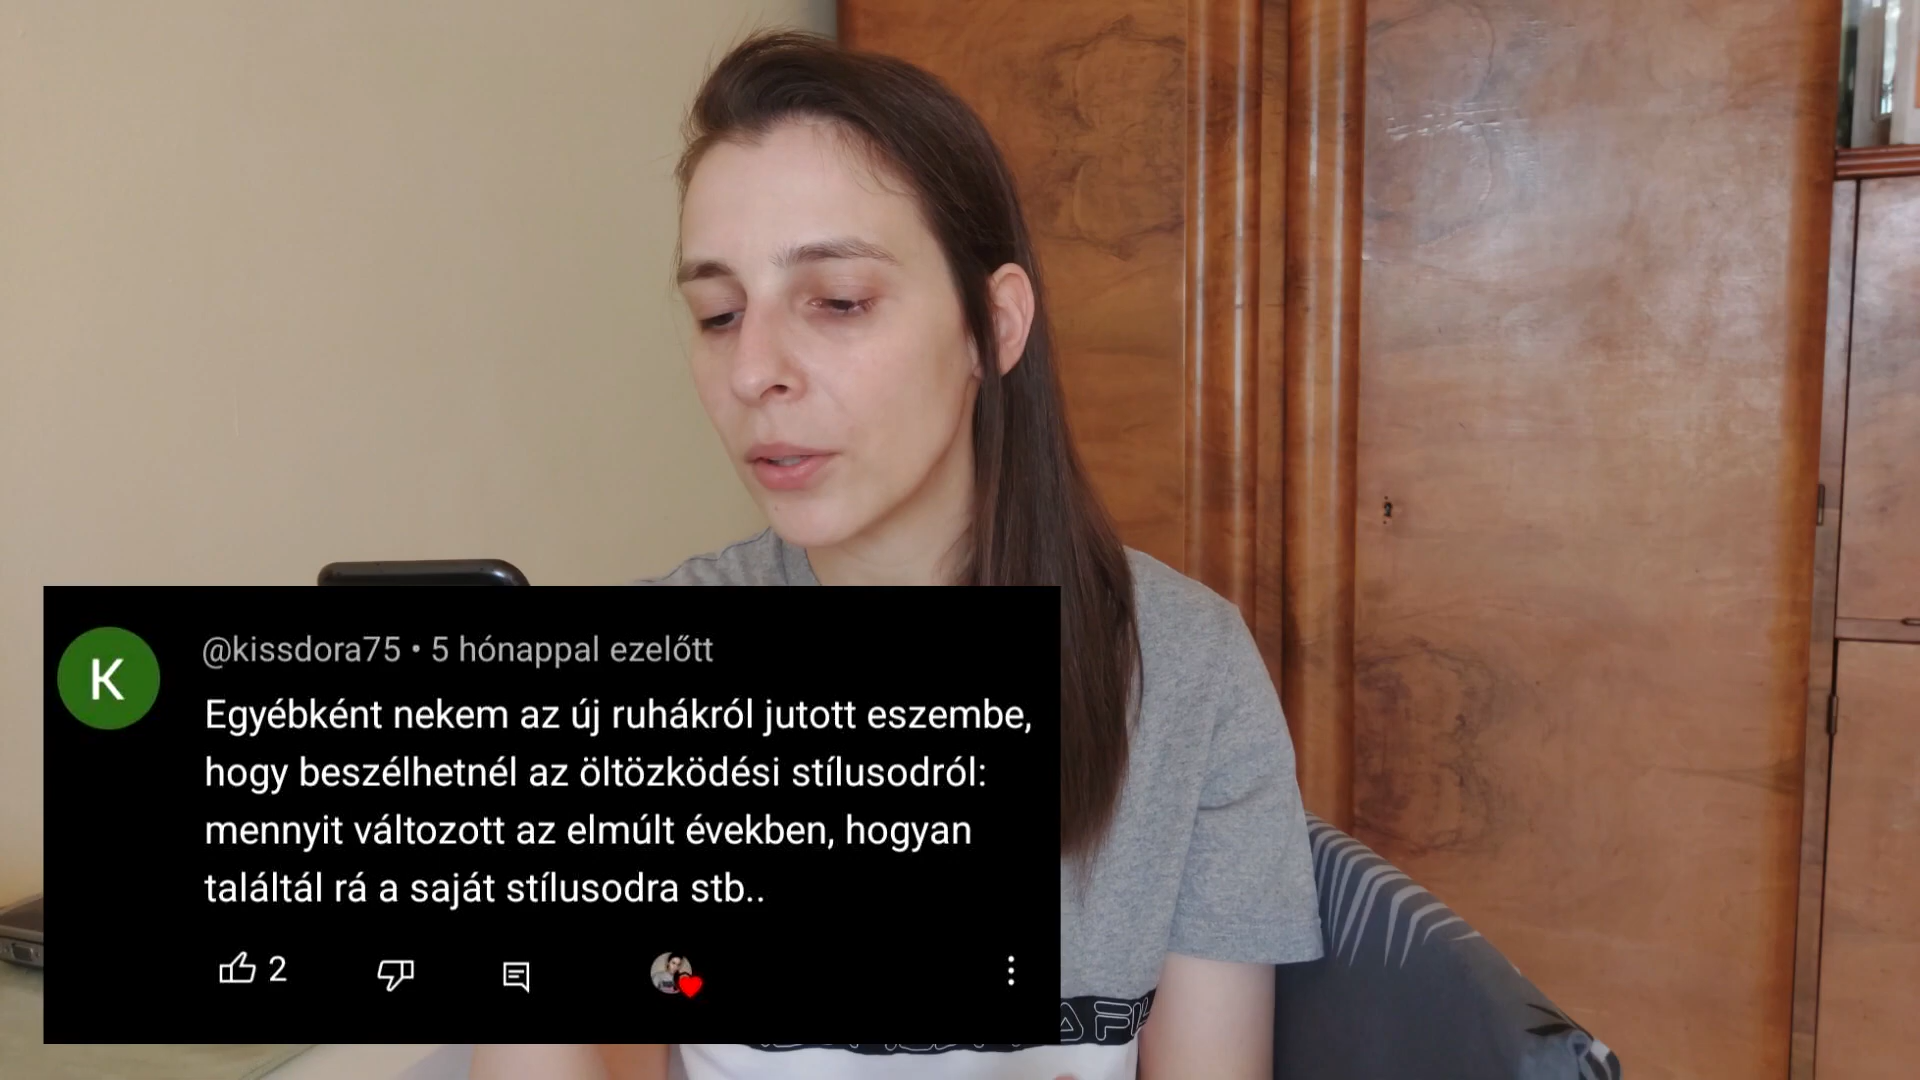 K
@kissdora75 • 5 hónappal ezelőtt
Egyébként nekem az új ruhákról jutott eszembe,
hogy beszélhetnél az öltözködési stílusodról:
mennyit változott az elmúlt években, hogyan
találtál rá a saját stílusodra stb..
2